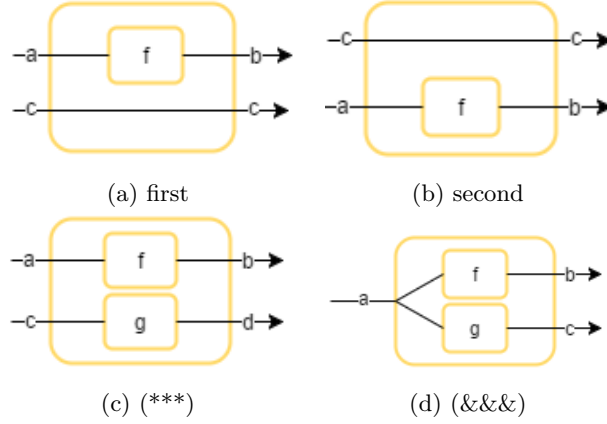 a f b
c c
(a) first
c c
a f b
(b) second
a f b
c g d
(c) (***)
f b
a
g c
(d) (&&&)